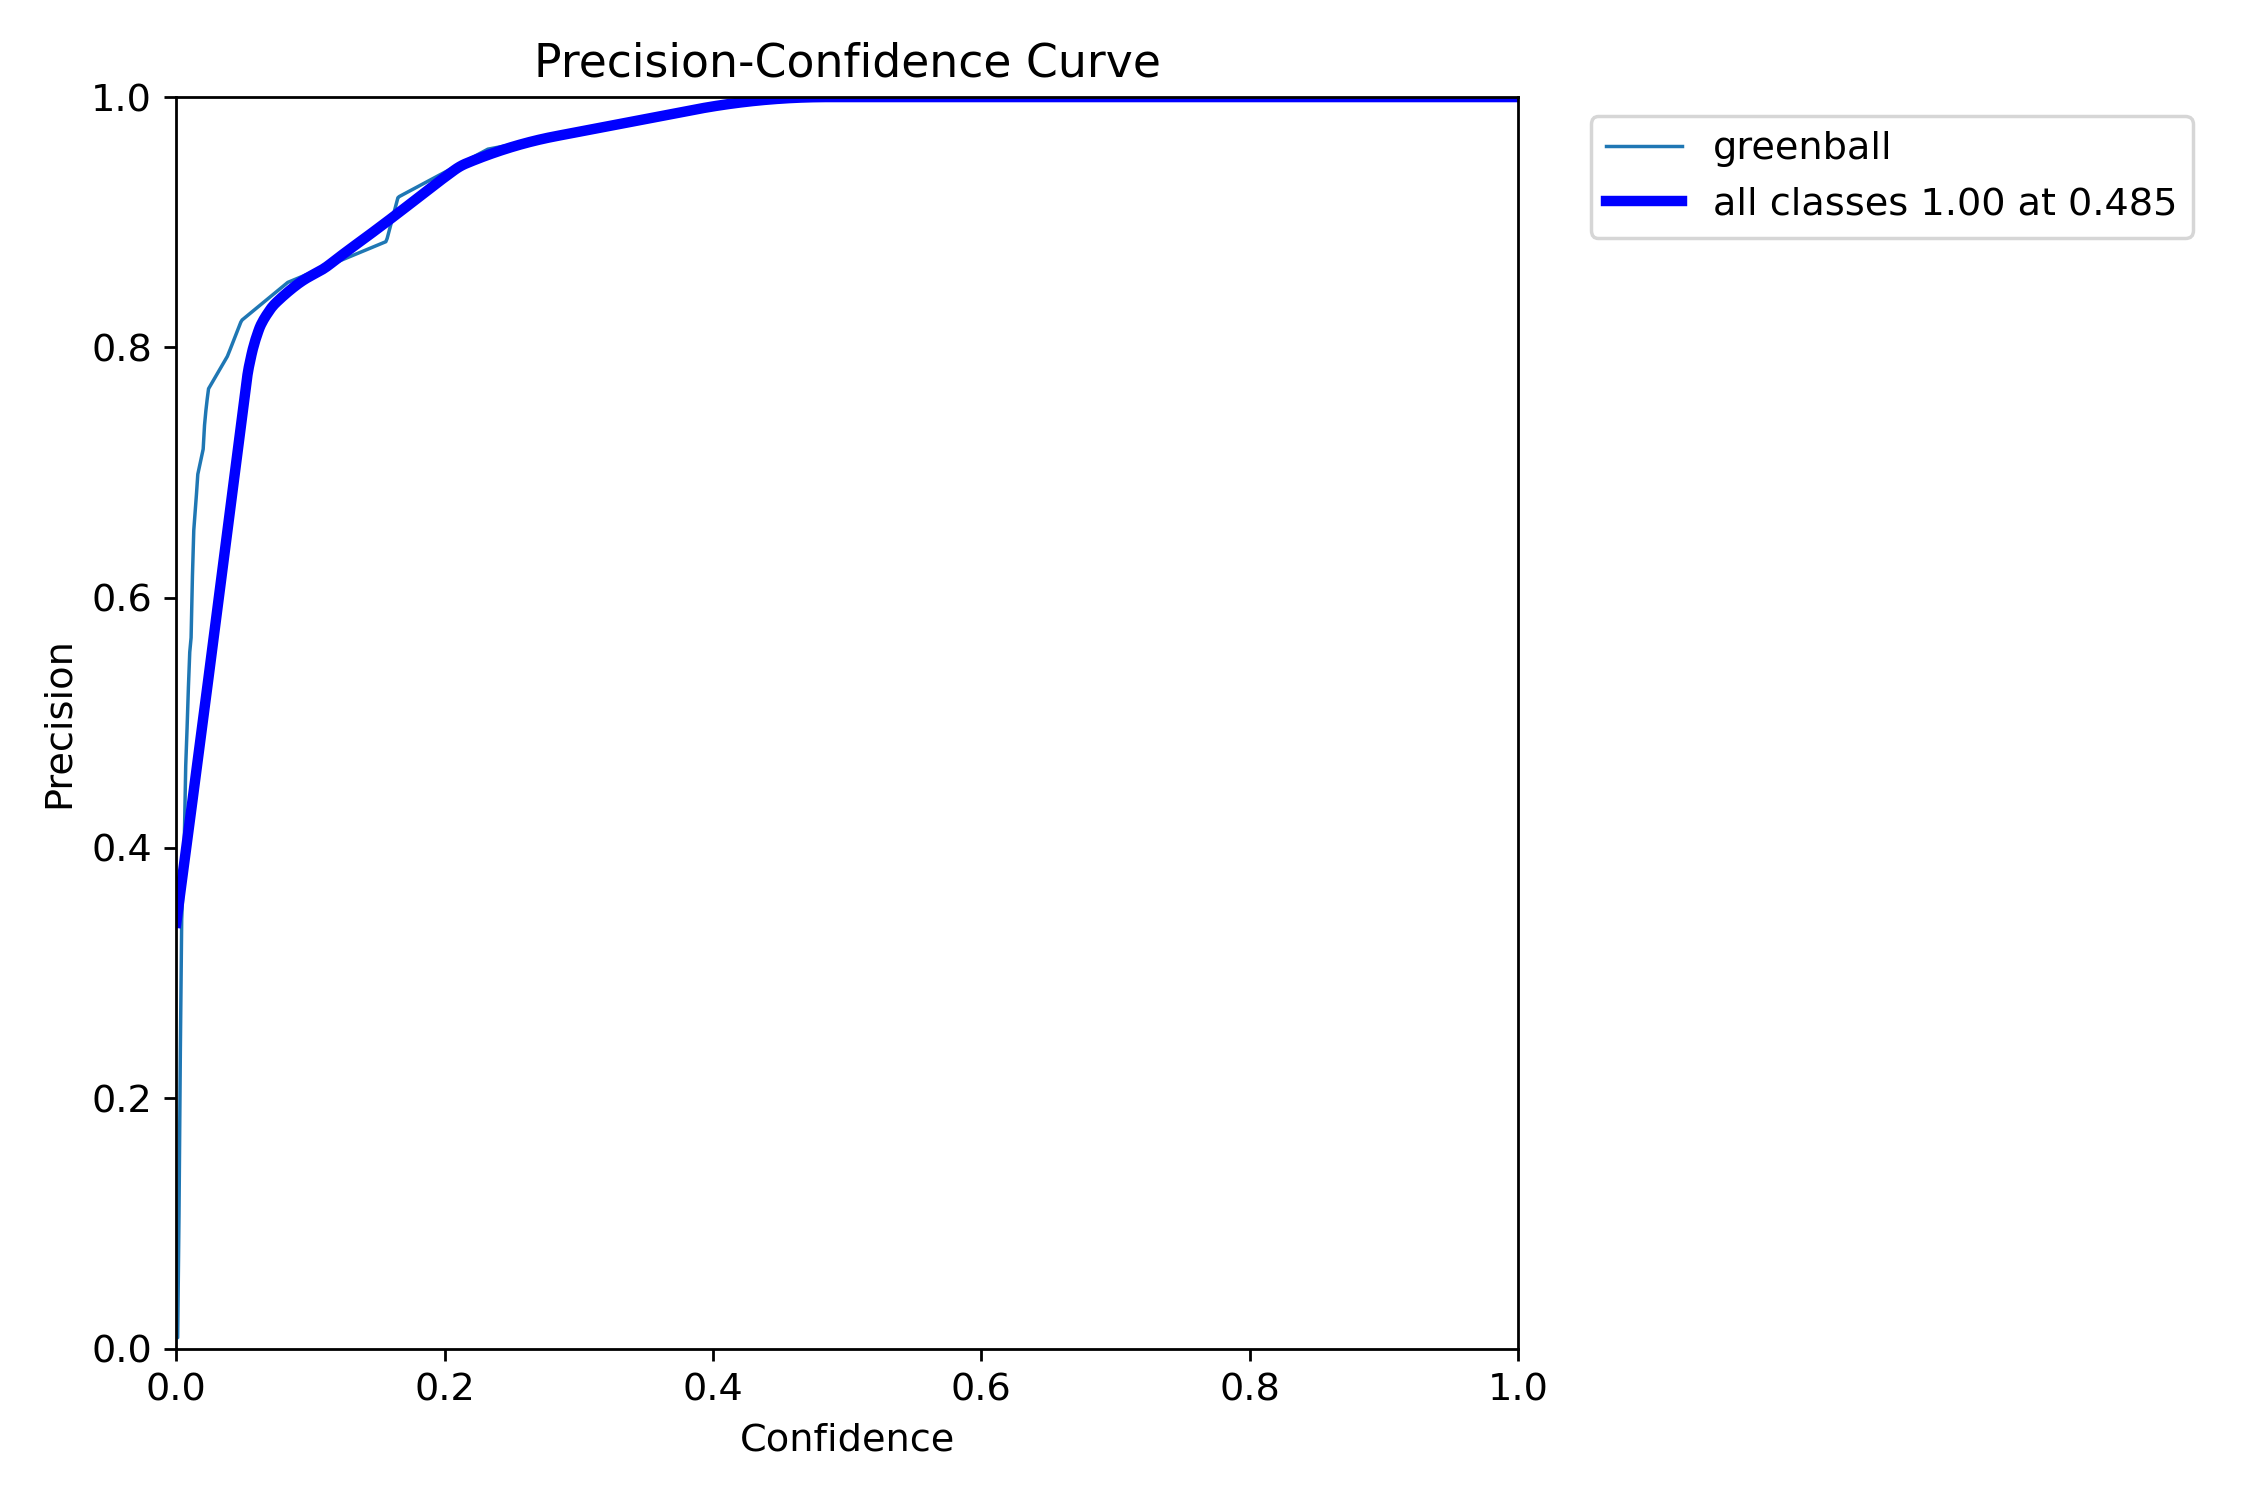 Precision-Confidence Curve
greenball
all classes 1.00 at 0.485
Precision
1.0
0.8
0.6
0.4
0.2
0.0
0.0 0.2 0.4 0.6 0.8 1.0
Confidence